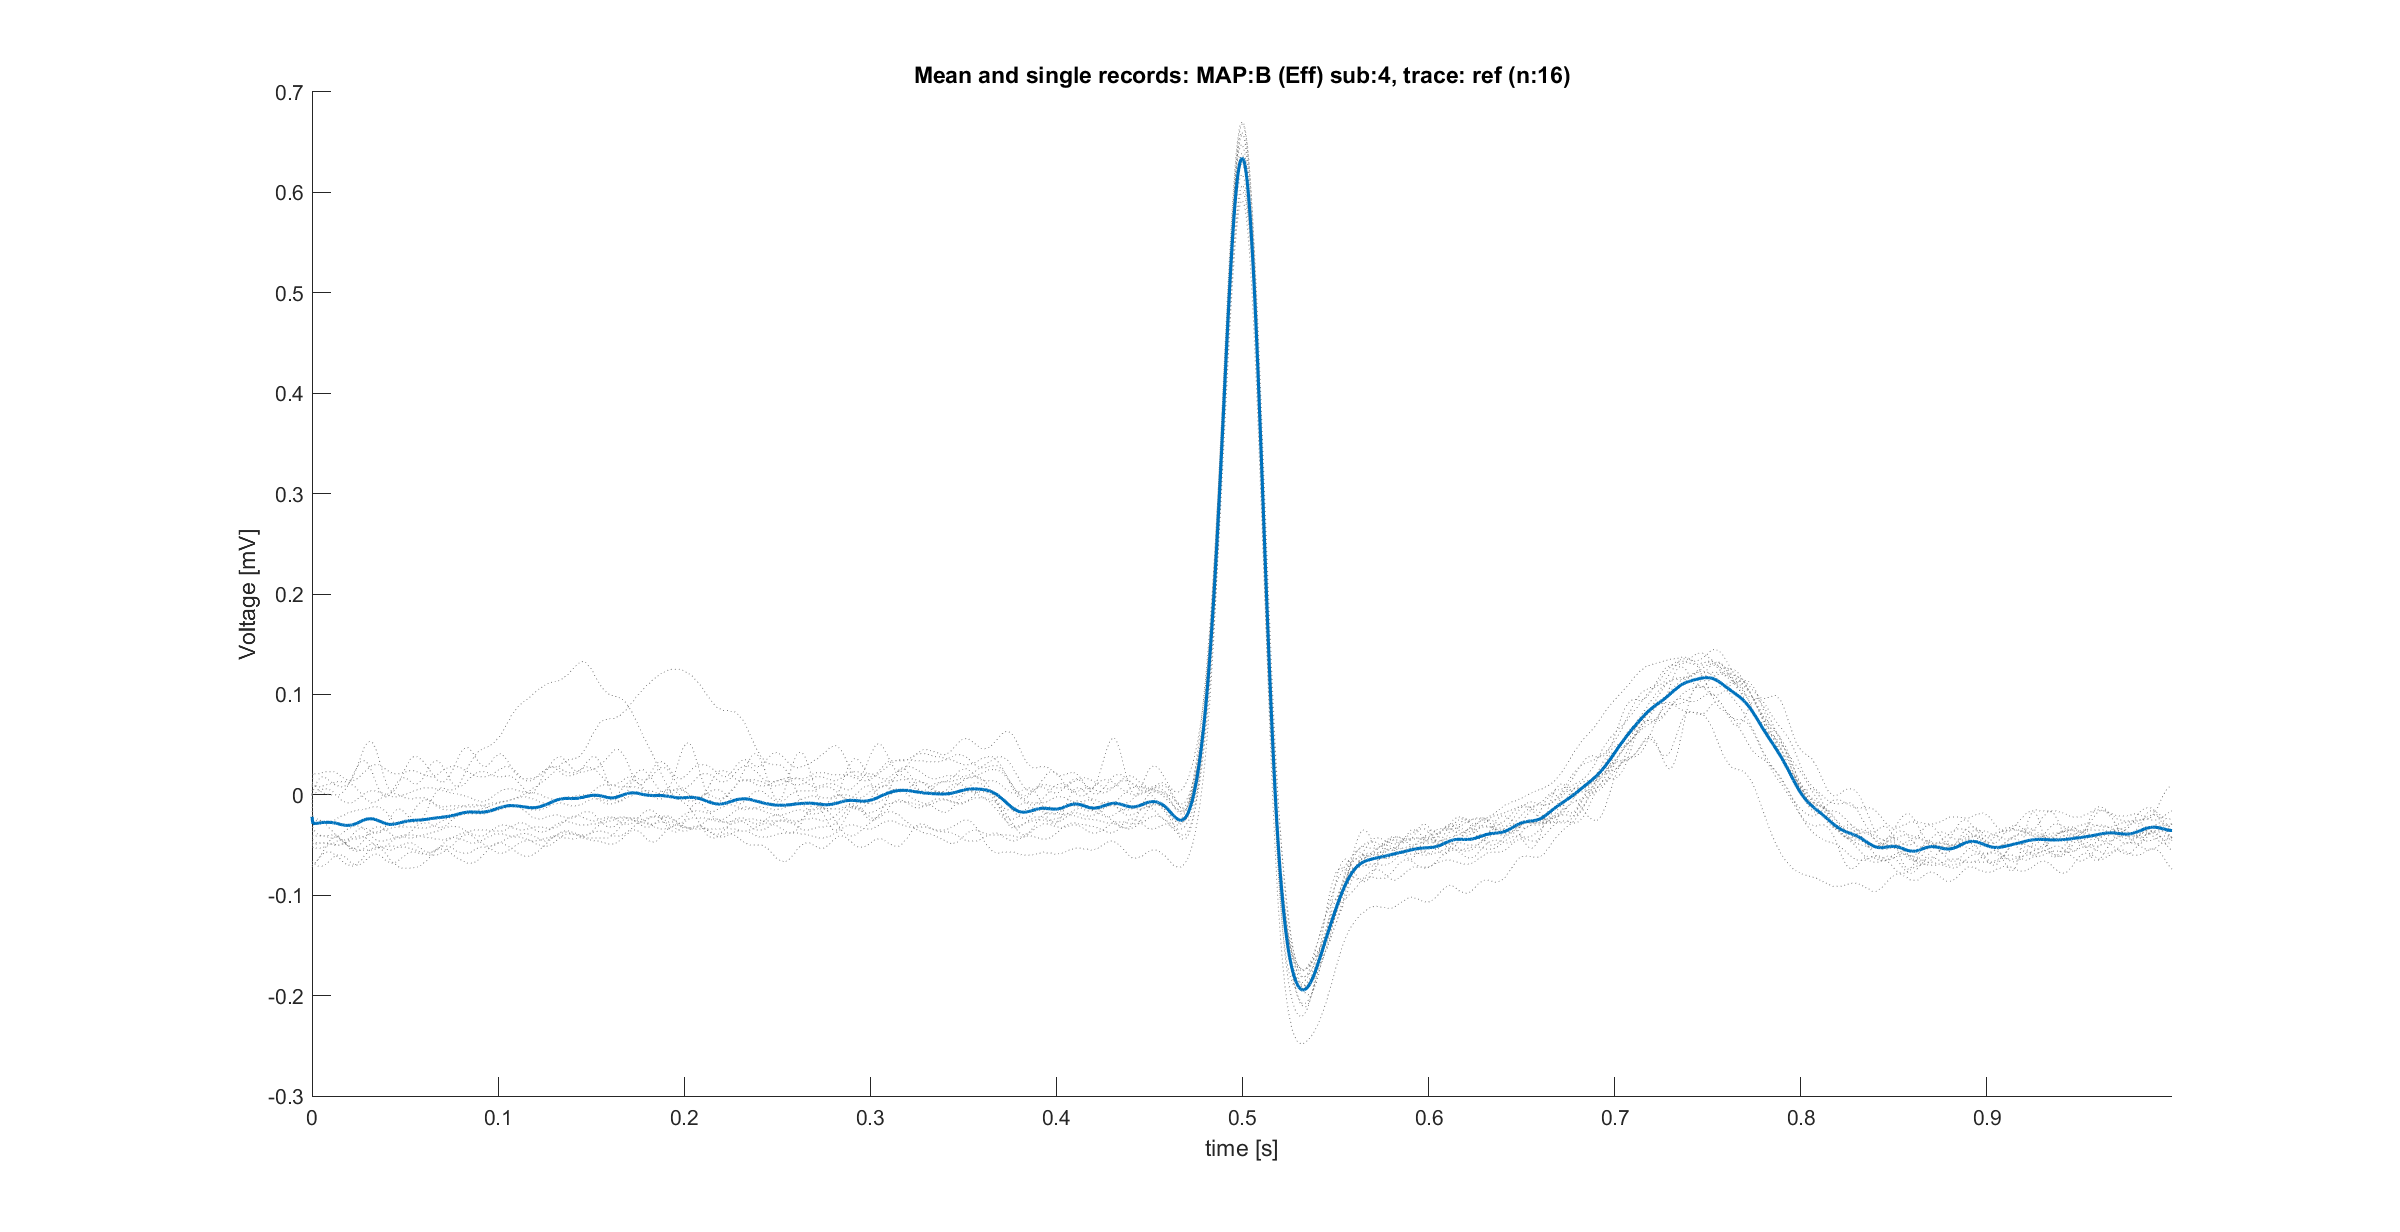 Mean and single records: MAP:B (Eff) sub:4, trace: ref (n:16)
0.7
0.6
0.5
0.4
0.3
0.2
0.1
0
-0.1
-0.2
-0.3
Voltage [mV]
0 0.1 0.2 0.3 0.4 0.5 0.6 0.7 0.8 0.9
time [s]